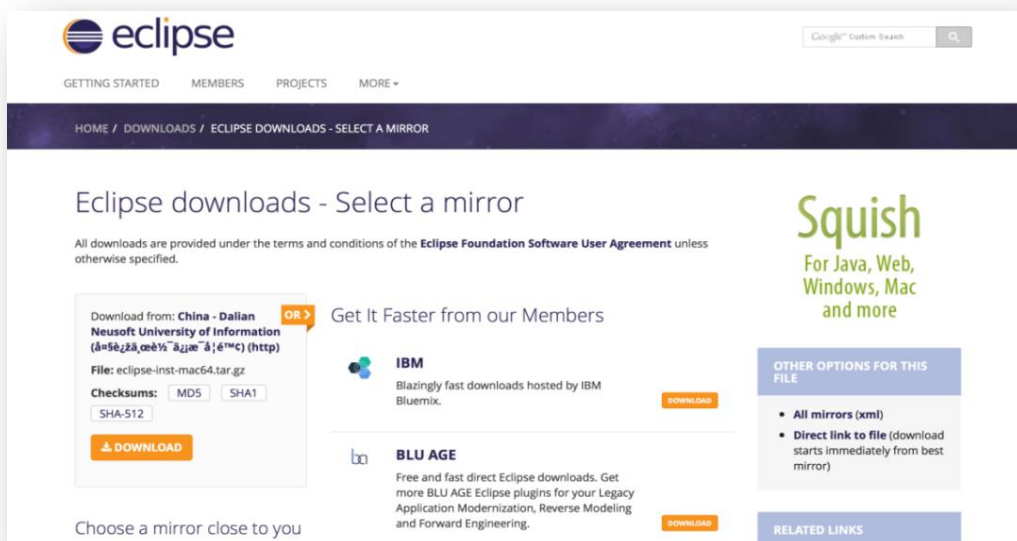 eclipse
Google™ Custom Search
GETTING STARTED MEMBERS PROJECTS MORE
HOME / DOWNLOADS / ECLIPSE DOWNLOADS - SELECT A MIRROR
Eclipse downloads - Select a mirror
All downloads are provided under the terms and conditions of the Eclipse Foundation Software User Agreement unless
otherwise specified.
Download from: China - Dalian
Neusoft University of Information
(http)
File: eclipse-inst-mac64.tar.gz
Checksums: MD5 SHA1
SHA-512
DOWNLOAD
Choose a mirror close to you
OR
Get It Faster from our Members
IBM
Blazingly fast downloads hosted by IBM
Bluemix.
DOWNLOAD
ba
BLU AGE
Free and fast direct Eclipse downloads. Get
more BLU AGE Eclipse plugins for your Legacy
Application Modernization, Reverse Modeling
and Forward Engineering.
DOWNLOAD
Squish
For Java, Web,
Windows, Mac
and more
OTHER OPTIONS FOR THIS
FILE
All mirrors (xml)
Direct link to file (download
starts immediately from best
mirror)
RELATED LINKS